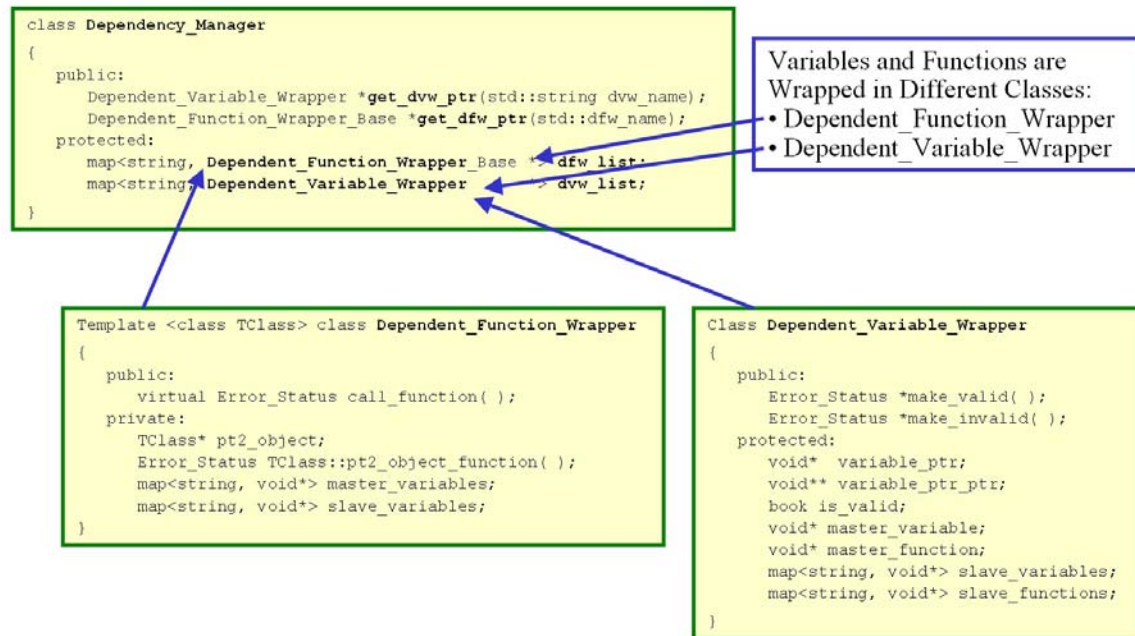 class Dependency_Manager
{
public:
Dependent_Variable_Wrapper *get_dvw_ptr(std::string dvw_name);
Dependent_Function_Wrapper_Base *get_dfw_ptr(std::dfw_name);
protected:
map<string, Dependent_Function_Wrapper_Base *> dfw_list;
map<string, Dependent_Variable_Wrapper *> dvw_list;
}
Variables and Functions are
Wrapped in Different Classes:
• Dependent_Function_Wrapper
• Dependent_Variable_Wrapper
Template <class TClass> class Dependent_Function_Wrapper
{
public:
virtual Error_Status call_function( );
private:
TClass* pt2_object;
Error_Status TClass::pt2_object_function( );
map<string, void*> master_variables;
map<string, void*> slave_variables;
}
Class Dependent_Variable_Wrapper
{
public:
Error_Status *make_valid( );
Error_Status *make_invalid( );
protected:
void* variable_ptr;
void** variable_ptr_ptr;
book is_valid;
void* master_variable;
void* master_function;
map<string, void*> slave_variables;
map<string, void*> slave_functions;
}